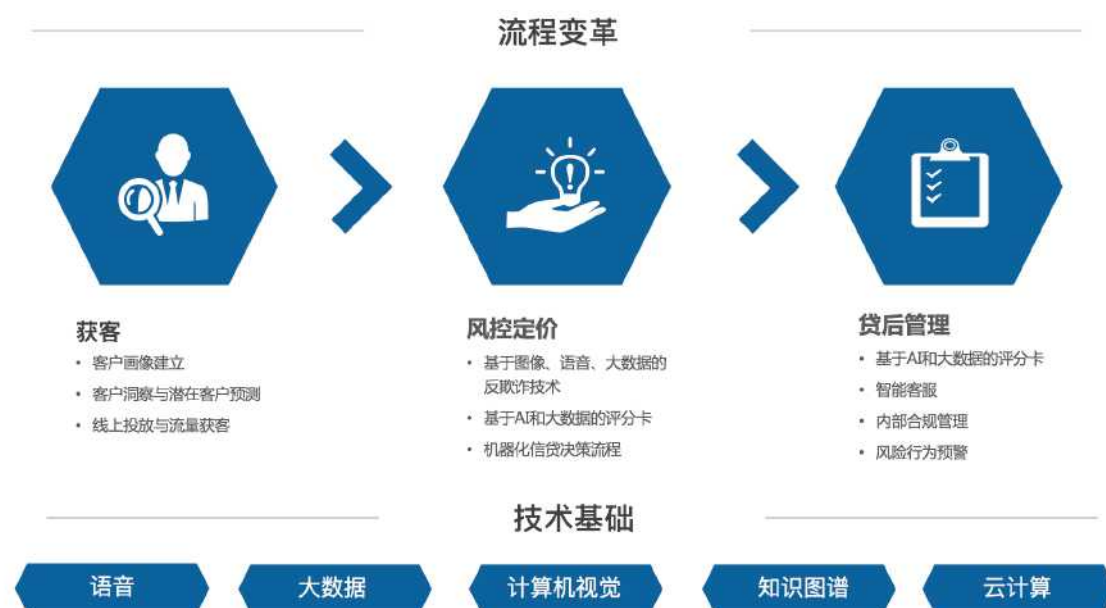 流程变革
获客
• 客户画像建立
• 客户洞察与潜在客户预测
• 线上投放与流量获客
风控定价
• 基于图像、语音、大数据的
反欺诈技术
• 基于AI和大数据的评分卡
• 机器化信贷决策流程
贷后管理
• 基于AI和大数据的评分卡
• 智能客服
• 内部合规管理
• 风险行为预警
技术基础
语音
大数据
计算机视觉
知识图谱
云计算